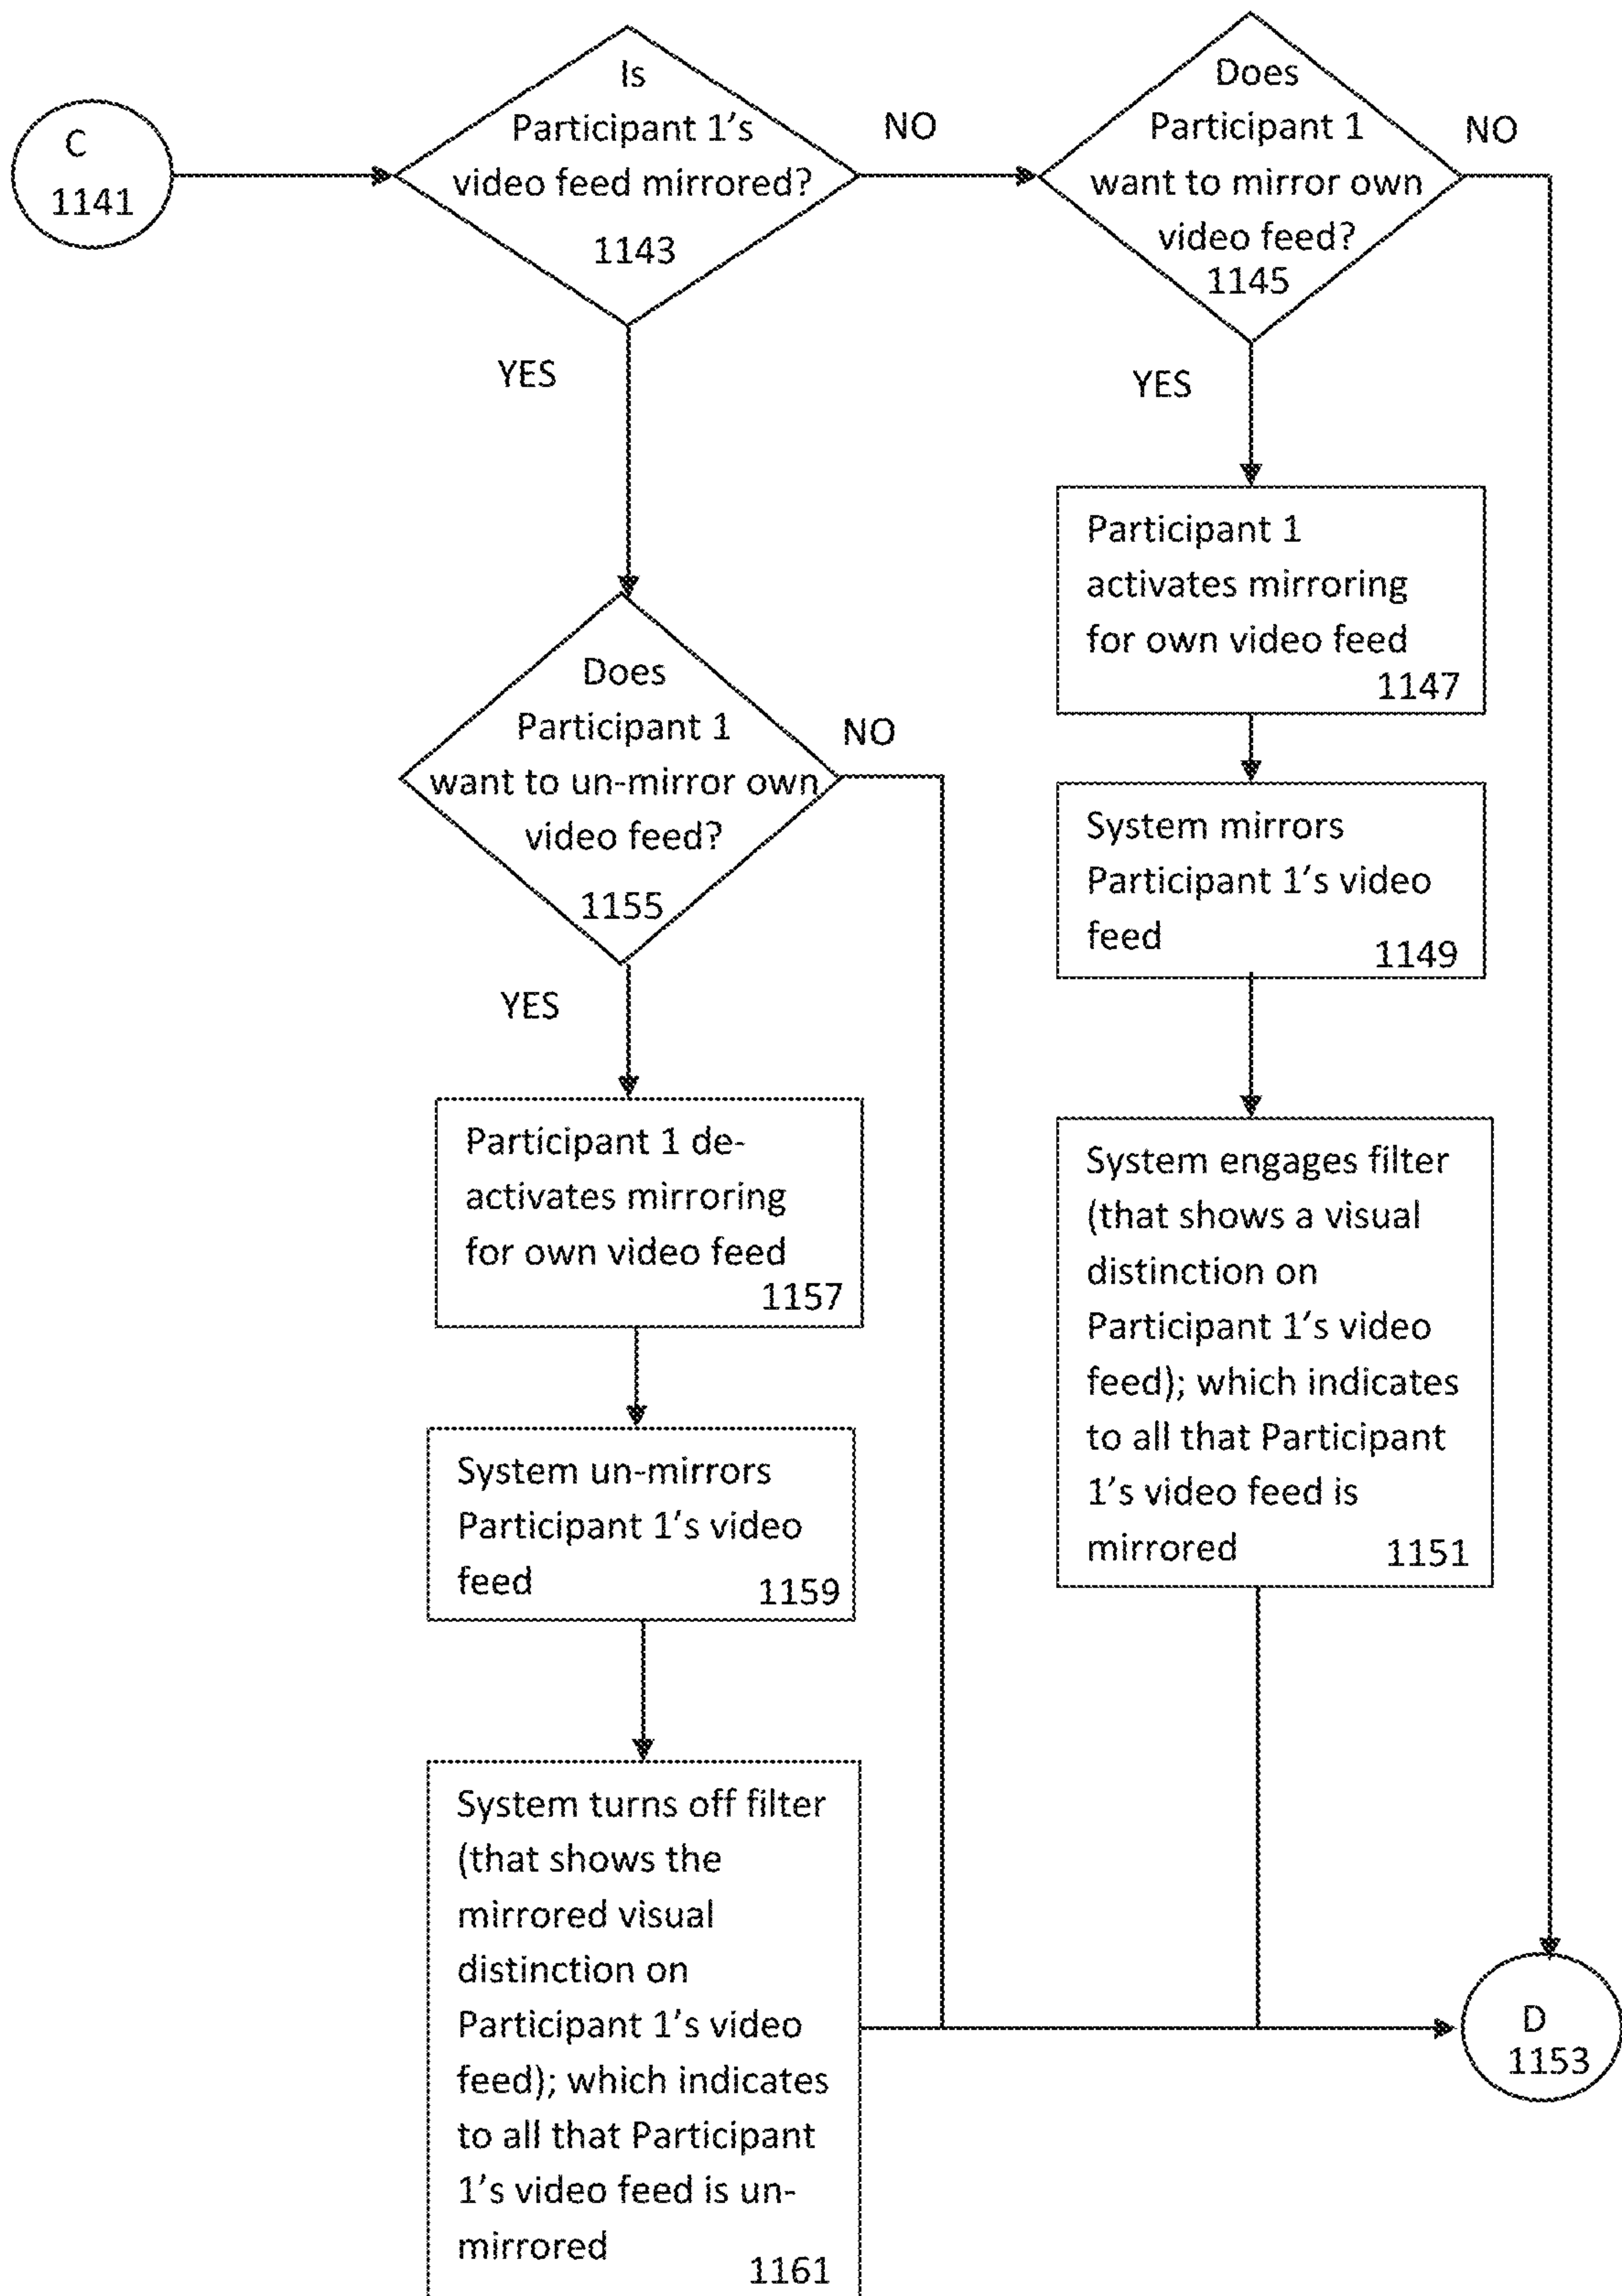 C
1141
Is
Participant 1's
video feed mirrored?
1143
NO
Does
Participant 1
want to mirror own
video feed?
1145
NO
YES
YES
Participant 1
activates mirroring
for own video feed
1147
Does
Participant 1
want to un-mirror own
video feed?
1155
NO
System mirrors
Participant 1's video
feed
1149
YES
Participant 1 de-
activates mirroring
for own video feed
1157
System engages filter
(that shows a visual
distinction on
Participant 1's video
feed); which indicates
to all that Participant
1's video feed is
mirrored
1151
System un-mirrors
Participant 1's video
feed
1159
System turns off filter
(that shows the
mirrored visual
distinction on
Participant 1's video
feed); which indicates
to all that Participant
1's video feed is un-
mirrored
1161
D
1153